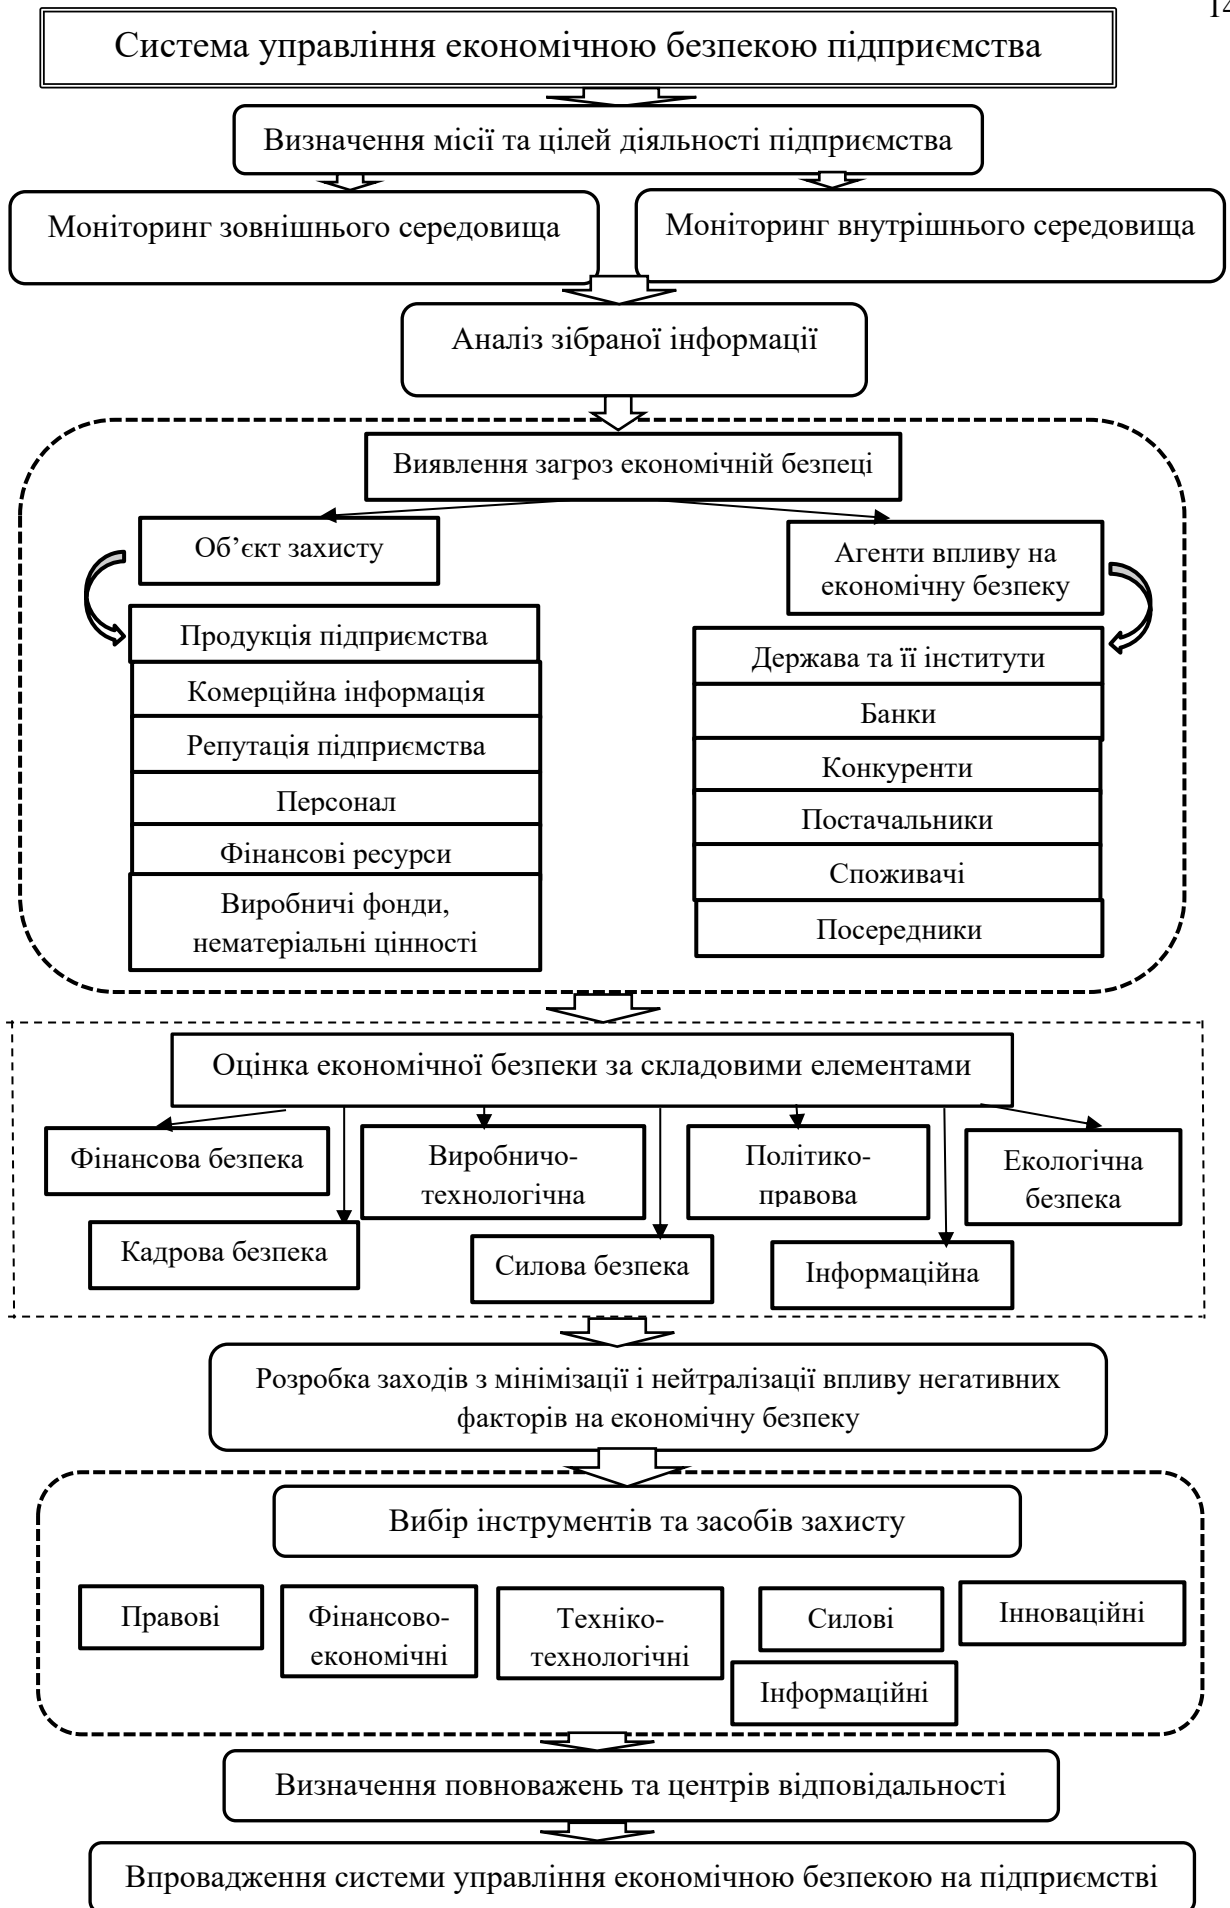 14
Система управління економічною безпекою підприємства
Визначення місії та цілей діяльності підприємства
Моніторинг зовнішнього середовища
Моніторинг внутрішнього середовища
Аналіз зібраної інформації
Виявлення загроз економічній безпеці
Об’єкт захисту
Агенти впливу на
економічну безпеку
Продукція підприємства
Комерційна інформація
Репутація підприємства
Персонал
Фінансові ресурси
Виробничі фонди,
нематеріальні цінності
Держава та її інститути
Банки
Конкуренти
Постачальники
Споживачі
Посередники
Оцінка економічної безпеки за складовими елементами
Фінансова безпека
Виробничо-
технологічна
Політико-
правова
Екологічна
безпека
Кадрова безпека
Силова безпека
Інформаційна
Розробка заходів з мінімізації і нейтралізації впливу негативних
факторів на економічну безпеку
Вибір інструментів та засобів захисту
Правові
Фінансово-
економічні
Техніко-
технологічні
Силові
Інноваційні
Інформаційні
Визначення повноважень та центрів відповідальності
Впровадження системи управління економічною безпекою на підприємстві